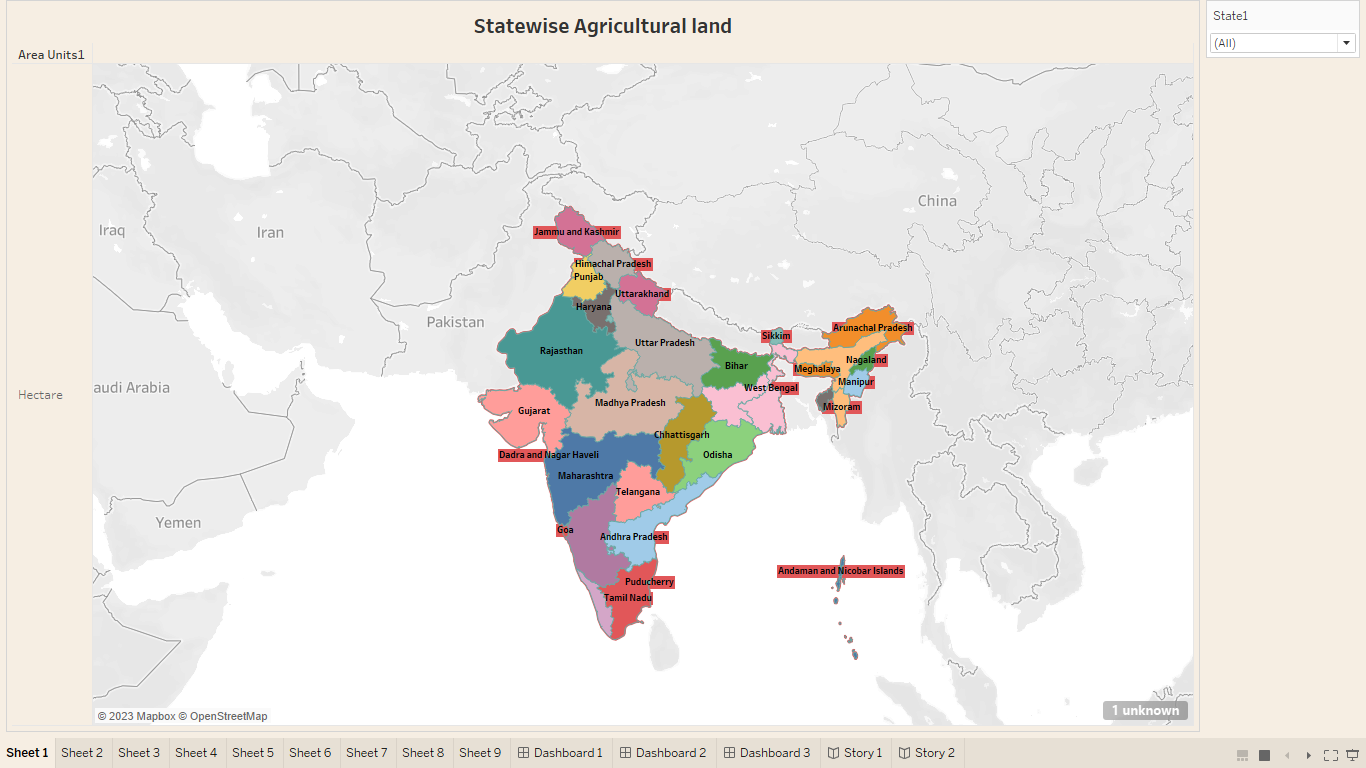 Statewise Agricultural land
State1
(All)
Area Units1
Hectare
China
Iraq
Iran
Pakistan
audi Arabia
Yemen
Jammu and Kashmir
Himachal Pradesh
Punjab
Uttarakhand
Haryana
Arunachal Pradesh
Sikkim
Uttar Pradesh
Rajasthan
Nagaland
Bihar
Meghalaya
Manipur
West Bengal
Madhya Pradesh
Mizoram
Gujarat
Chhattisgarh
Dadra and Nagar Haveli
Odisha
Maharashtra
Telangana
Goa
Andhra Pradesh
Andaman and Nicobar Islands
Puducherry
Tamil Nadu
© 2023 Mapbox © OpenStreetMap
1 unknown
Sheet 1 Sheet 2 Sheet 3 Sheet 4 Sheet 5 Sheet 6 Sheet 7 Sheet 8 Sheet 9 Dashboard 1 Dashboard 2 Dashboard 3 Story 1 Story 2